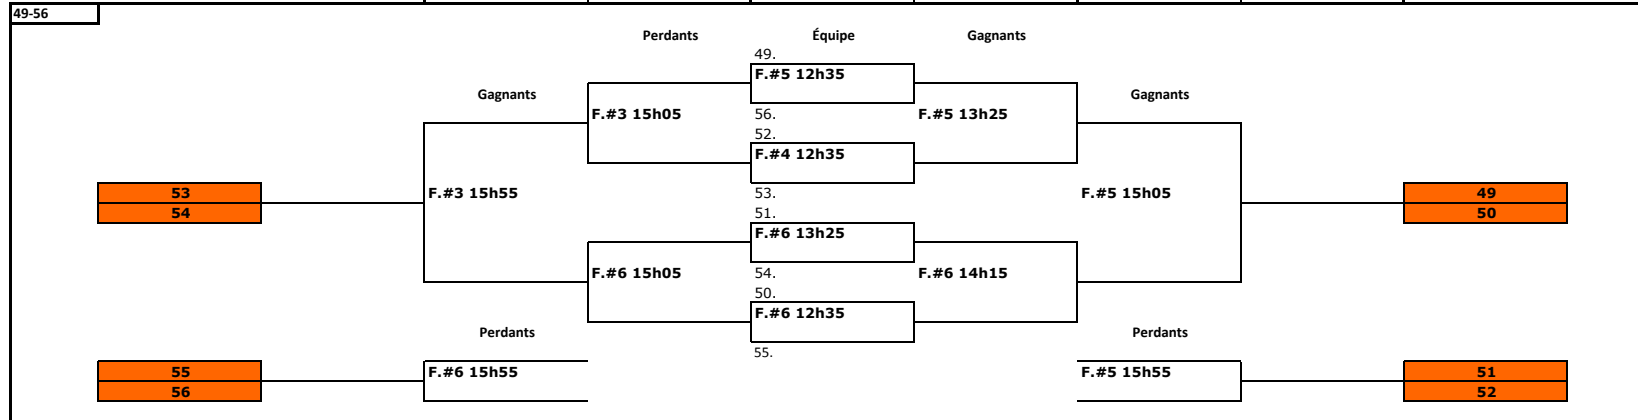 49-56
Perdants Équipe Gagnants
49.
F.#5 12h35
Gagnants Gagnants
F.#3 15h05 56. F.#5 13h25
52.
F.#4 12h35
53 F.#3 15h55 53. F.#5 15h05 49
54 51. 50
F.#6 13h25
F.#6 15h05 54. F.#6 14h15
50.
F.#6 12h35
Perdants Perdants
55.
55 F.#6 15h55 F.#5 15h55 51
56 52